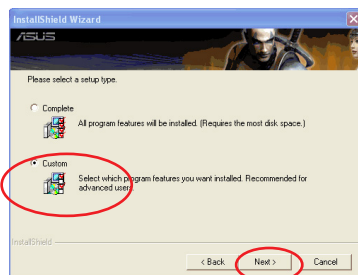 InstallShield Wizard
ASUS
Please select a setup type.
Complete
All program features will be installed. (Requires the most disk space.)
Custom
Select which program features you want installed. Recommended for
advanced users.
InstallShield
< Back
Next >
Cancel